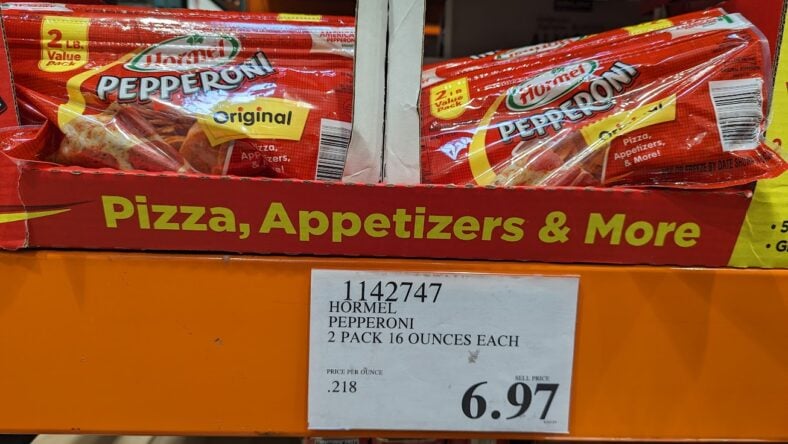 2 LB.
Value
Pack
Hormel
PEPPERONI
Original
Pizza,
Appetizers,
& More!
2 LB.
Value
Pack
Hormel
PEPPERONI
Original
Pizza,
Appetizers,
& More!
Pizza, Appetizers & More
1142747
HORMEL
PEPPERONI
2 PACK 16 OUNCES EACH
PRICE PER OUNCE
.218
SELL PRICE
6.97